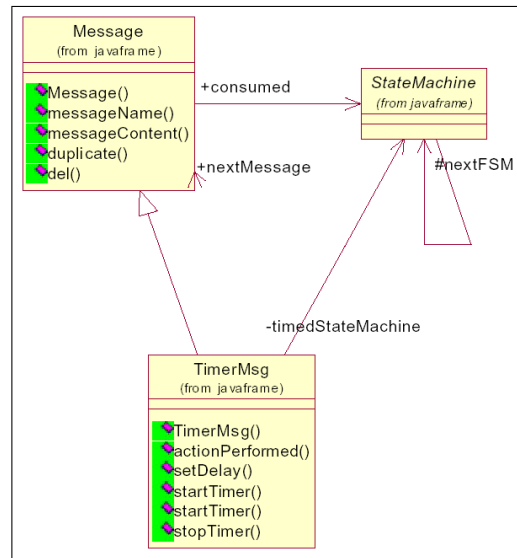 Message
(from javaframe)
Message()
messageName()
messageContent()
duplicate()
del()
+consumed
StateMachine
(from javaframe)
+nextMessage
#nextFSM
-timedStateMachine
TimerMsg
(from javaframe)
TimerMsg()
actionPerformed()
setDelay()
startTimer()
startTimer()
stopTimer()